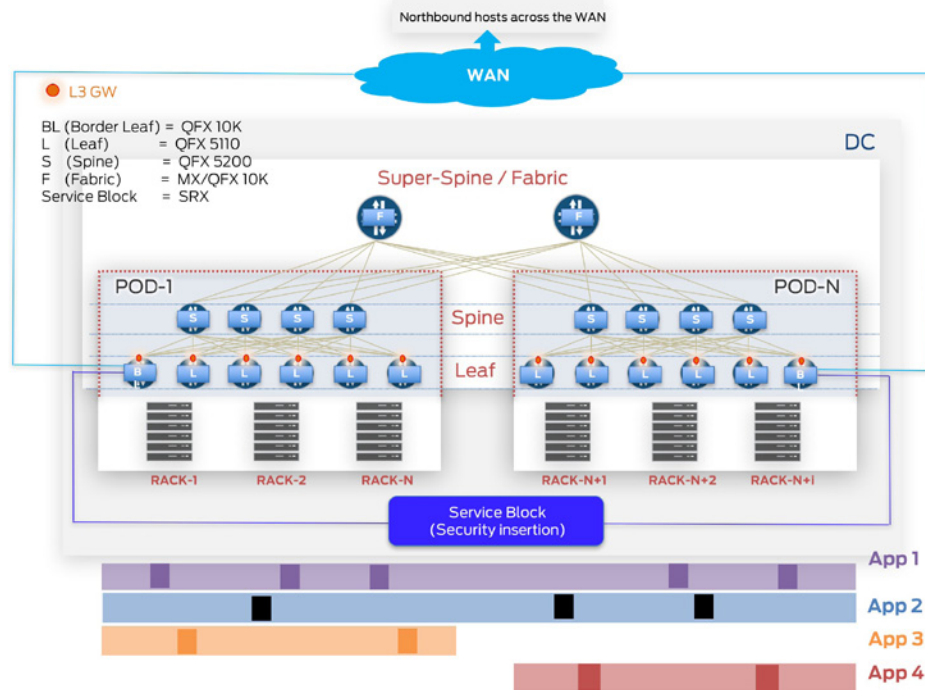 Northbound hosts across the WAN
WAN
L3 GW
BL (Border Leaf) = QFX 10K
L (Leaf) = QFX 5110
S (Spine) = QFX 5200
F (Fabric) = MX/QFX 10K
Service Block = SRX
DC
Super-Spine / Fabric
F F
POD-1 POD-N
S S S S Spine S S S S
B L L L L L Leaf L L L L L B
RACK-1 RACK-2 RACK-N RACK-N+1 RACK-N+2 RACK-N+I
Service Block
(Security insertion)
App 1
App 2
App 3
App 4